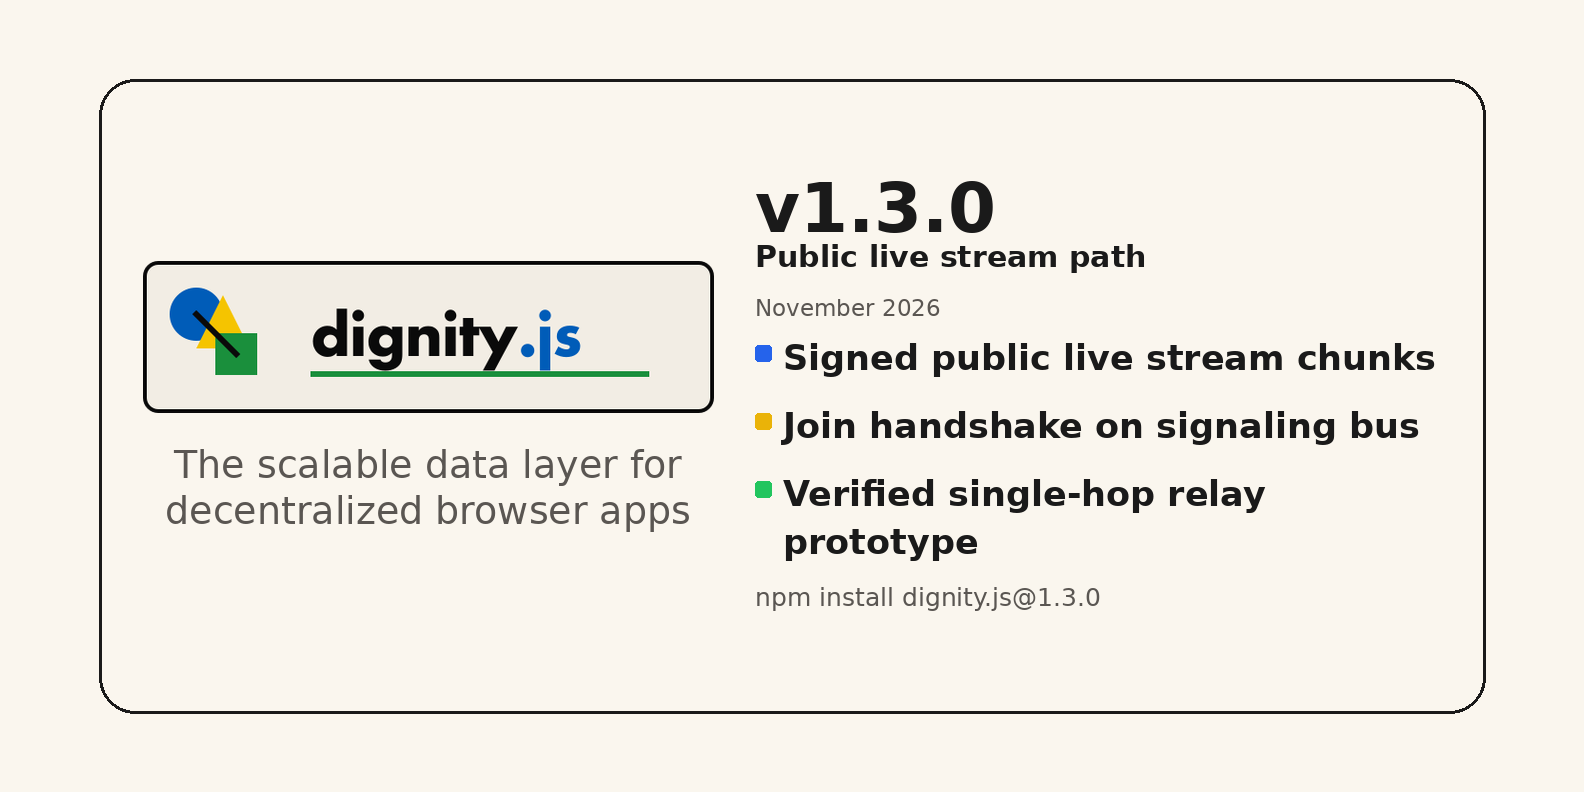 dignity.js
The scalable data layer for
decentralized browser apps
v1.3.0
Public live stream path
November 2026
Signed public live stream chunks
Join handshake on signaling bus
Verified single-hop relay
prototype
npm install dignity.js@1.3.0